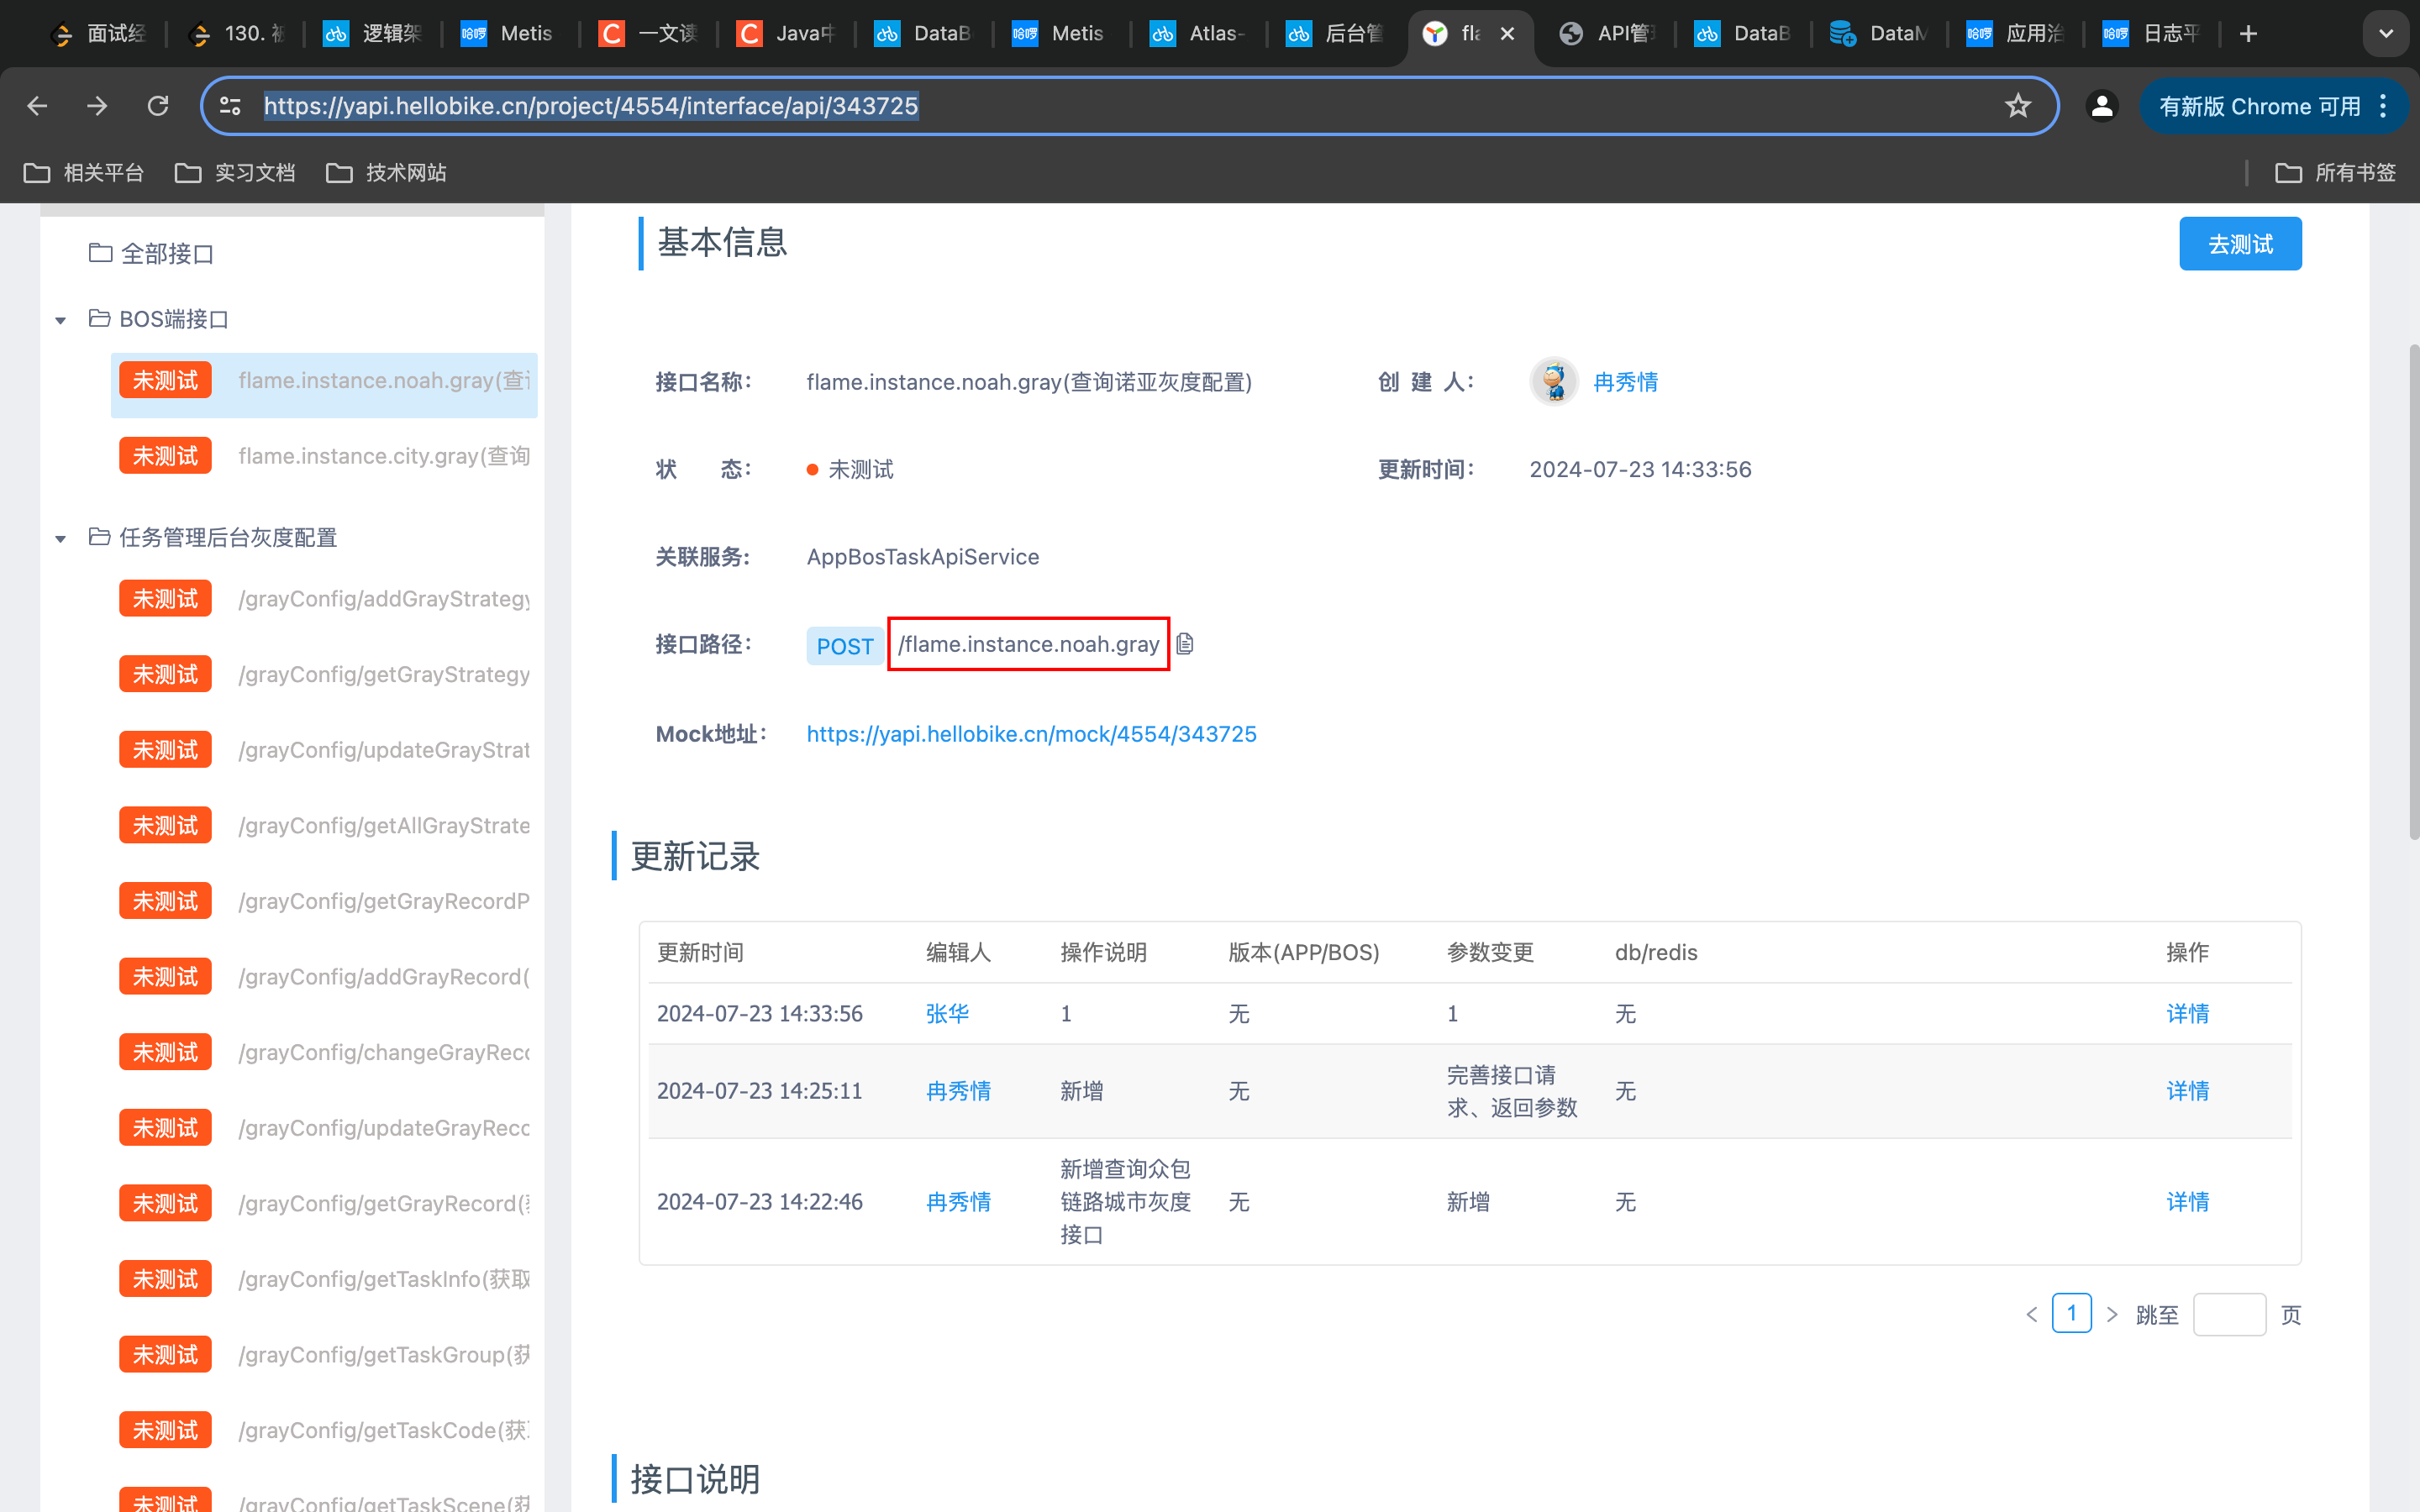 面试经
130.
逻辑架
哈啰 Metis
一文读
Java中
DataB
哈啰 Metis
Atlas-
后台管
fla
API管
DataB
DataM
哈啰 应用治
哈啰 日志平
https://yapi.hellobike.cn/project/4554/interface/api/343725
有新版 Chrome 可用
相关平台
实习文档
技术网站
所有书签
全部接口
BOS端接口
未测试 flame.instance.noah.gray(查
未测试 flame.instance.city.gray(查询
任务管理后台灰度配置
未测试 /grayConfig/addGrayStrategy
未测试 /grayConfig/getGrayStrategy
未测试 /grayConfig/updateGrayStrat
未测试 /grayConfig/getAllGrayStrate
未测试 /grayConfig/getGrayRecordP
未测试 /grayConfig/addGrayRecord(
未测试 /grayConfig/changeGrayReco
未测试 /grayConfig/updateGrayReco
未测试 /grayConfig/getGrayRecord(
未测试 /grayConfig/getTaskInfo(获取
未测试 /grayConfig/getTaskGroup(获
未测试 /grayConfig/getTaskCode(获
未测试 /grayConfig/getTaskScene(获
基本信息
去测试
接口名称： flame.instance.noah.gray(查询诺亚灰度配置)
创 建 人： 冉秀情
状 态： 未测试
更新时间： 2024-07-23 14:33:56
关联服务: AppBosTaskApiService
接口路径： POST /flame.instance.noah.gray
Mock地址： https://yapi.hellobike.cn/mock/4554/343725
更新记录
更新时间 编辑人 操作说明 版本(APP/BOS) 参数变更 db/redis 操作
2024-07-23 14:33:56 张华 1 无 1 无 详情
2024-07-23 14:25:11 冉秀情 新增 无 完善接口请求、返回参数 无 详情
2024-07-23 14:22:46 冉秀情 新增查询众包链路城市灰度接口 无 新增 无 详情
1 跳至 页
接口说明